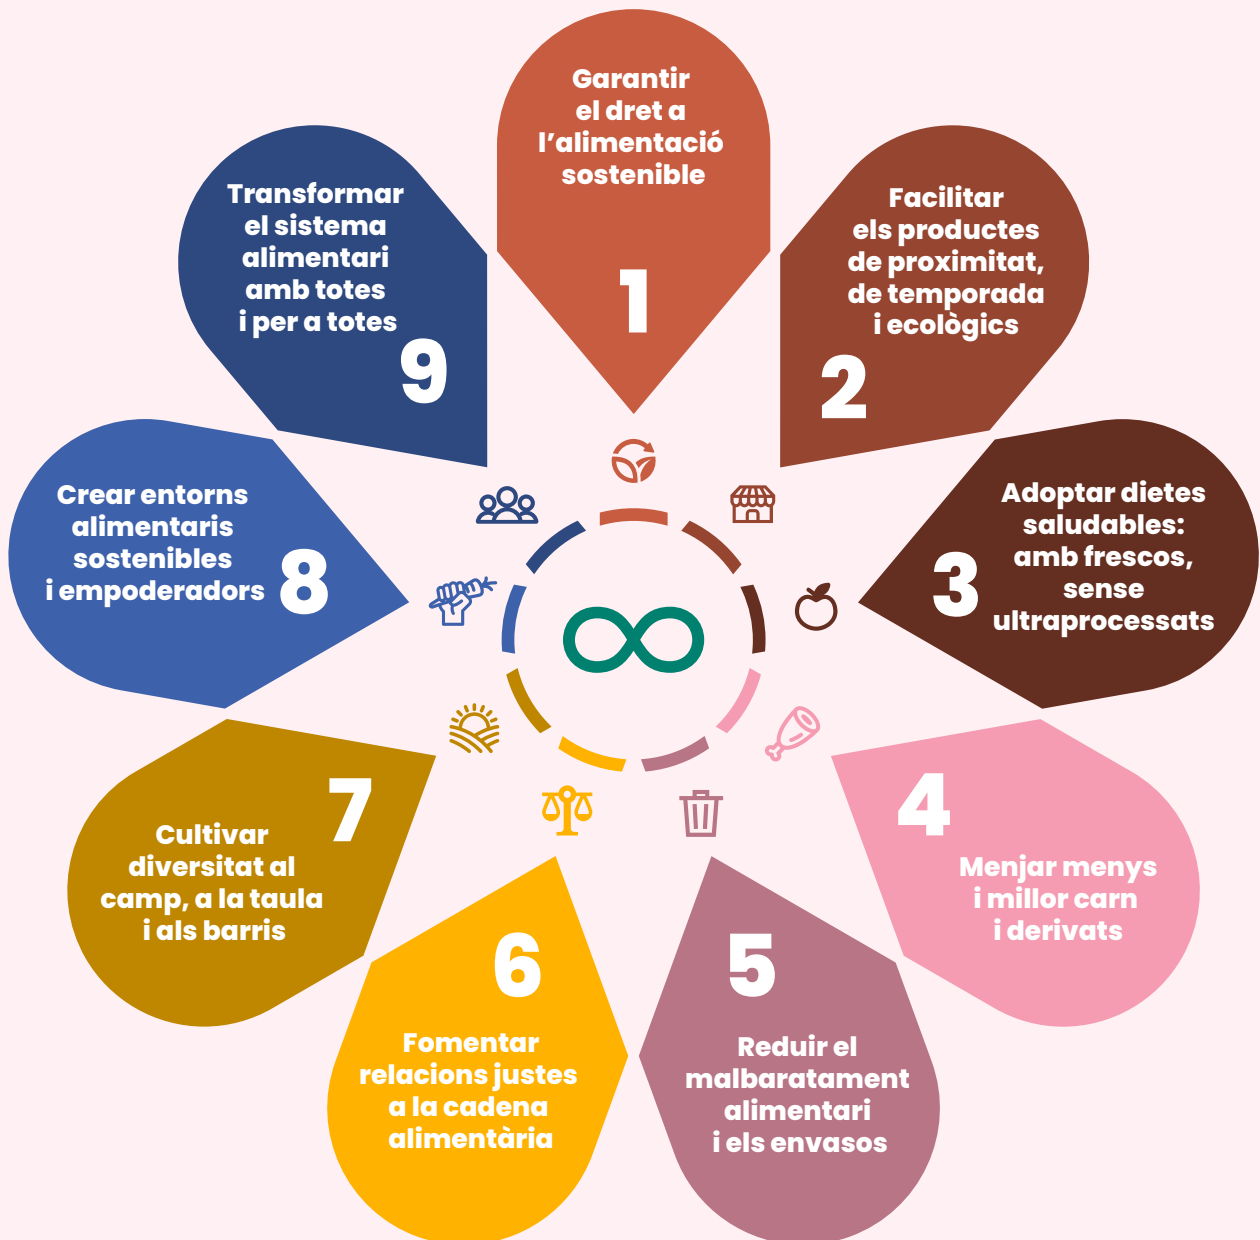 Garantir
el dret a
l’alimentació
sostenible
1
Facilitar
els productes
de proximitat,
de temporada
i ecològics
2
Adoptar dietes
saludables:
amb frescos,
sense
ultraprocessats
3
4
Menjar menys
i millor carn
i derivats
5
Reduir el
malbaratament
alimentari
i els envasos
6
Fomentar
relacions justes
a la cadena
alimentària
7
Cultivar
diversitat al
camp, a la taula
i als barris
Crear entorns
alimentaris
sostenibles
i empoderadors
8
Transformar
el sistema
alimentari
amb totes
i per a totes
9